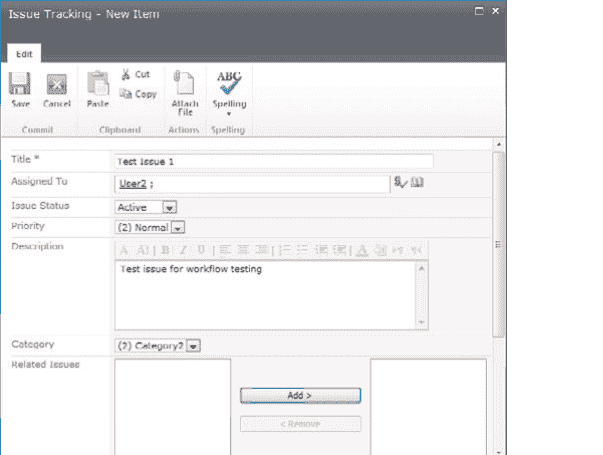 Issue Tracking - New Item
Edit
Save Cancel Paste Cut Copy Attach File ABC Spelling
Commit Clipboard Actions Spelling
Title * Test Issue 1
Assigned To User2 ;
Issue Status Active
Priority (2) Normal
Description
Test issue for workflow testing
Category (2) Category2
Related Issues
Add >
< Remove